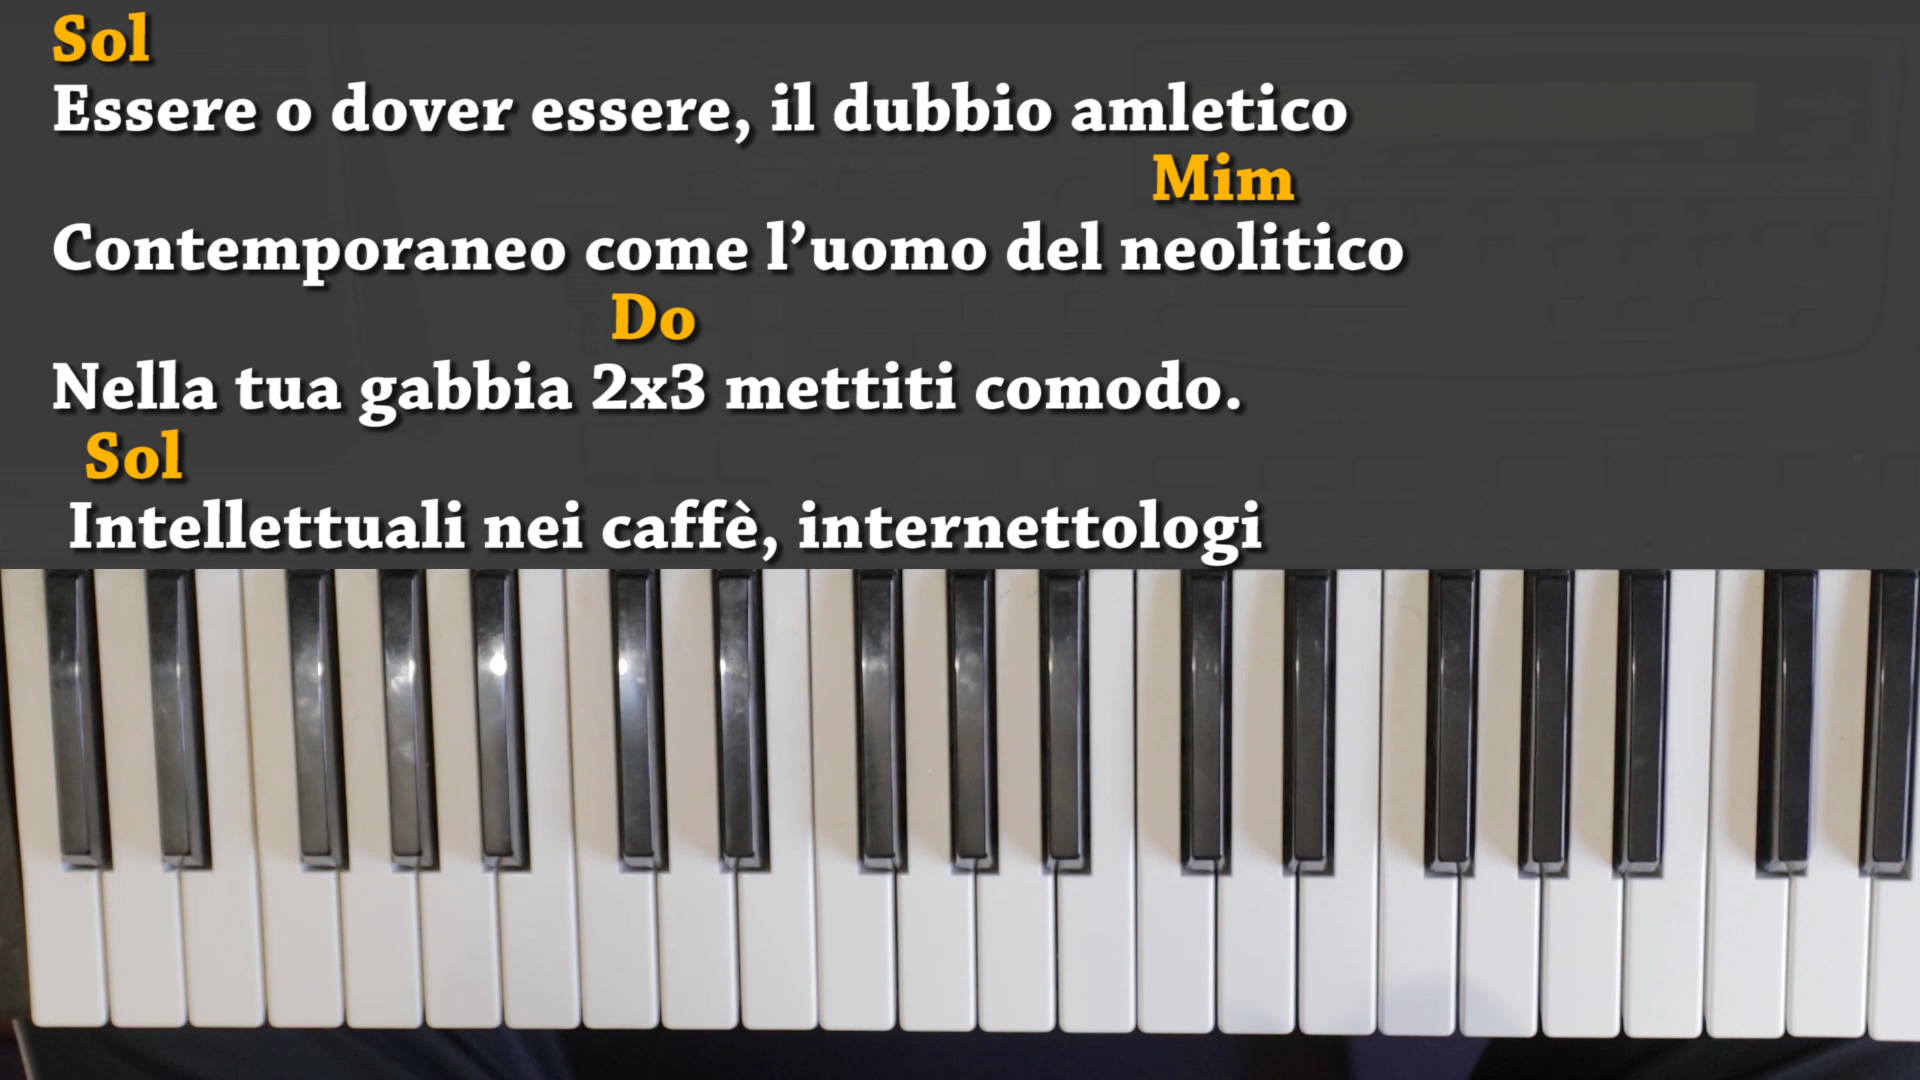 Sol
Essere o dover essere, il dubbio amletico
Mim
Contemporaneo come l’uomo del neolitico
Do
Nella tua gabbia 2x3 mettiti comodo.
Sol
Intellettuali nei caffè, internettologi